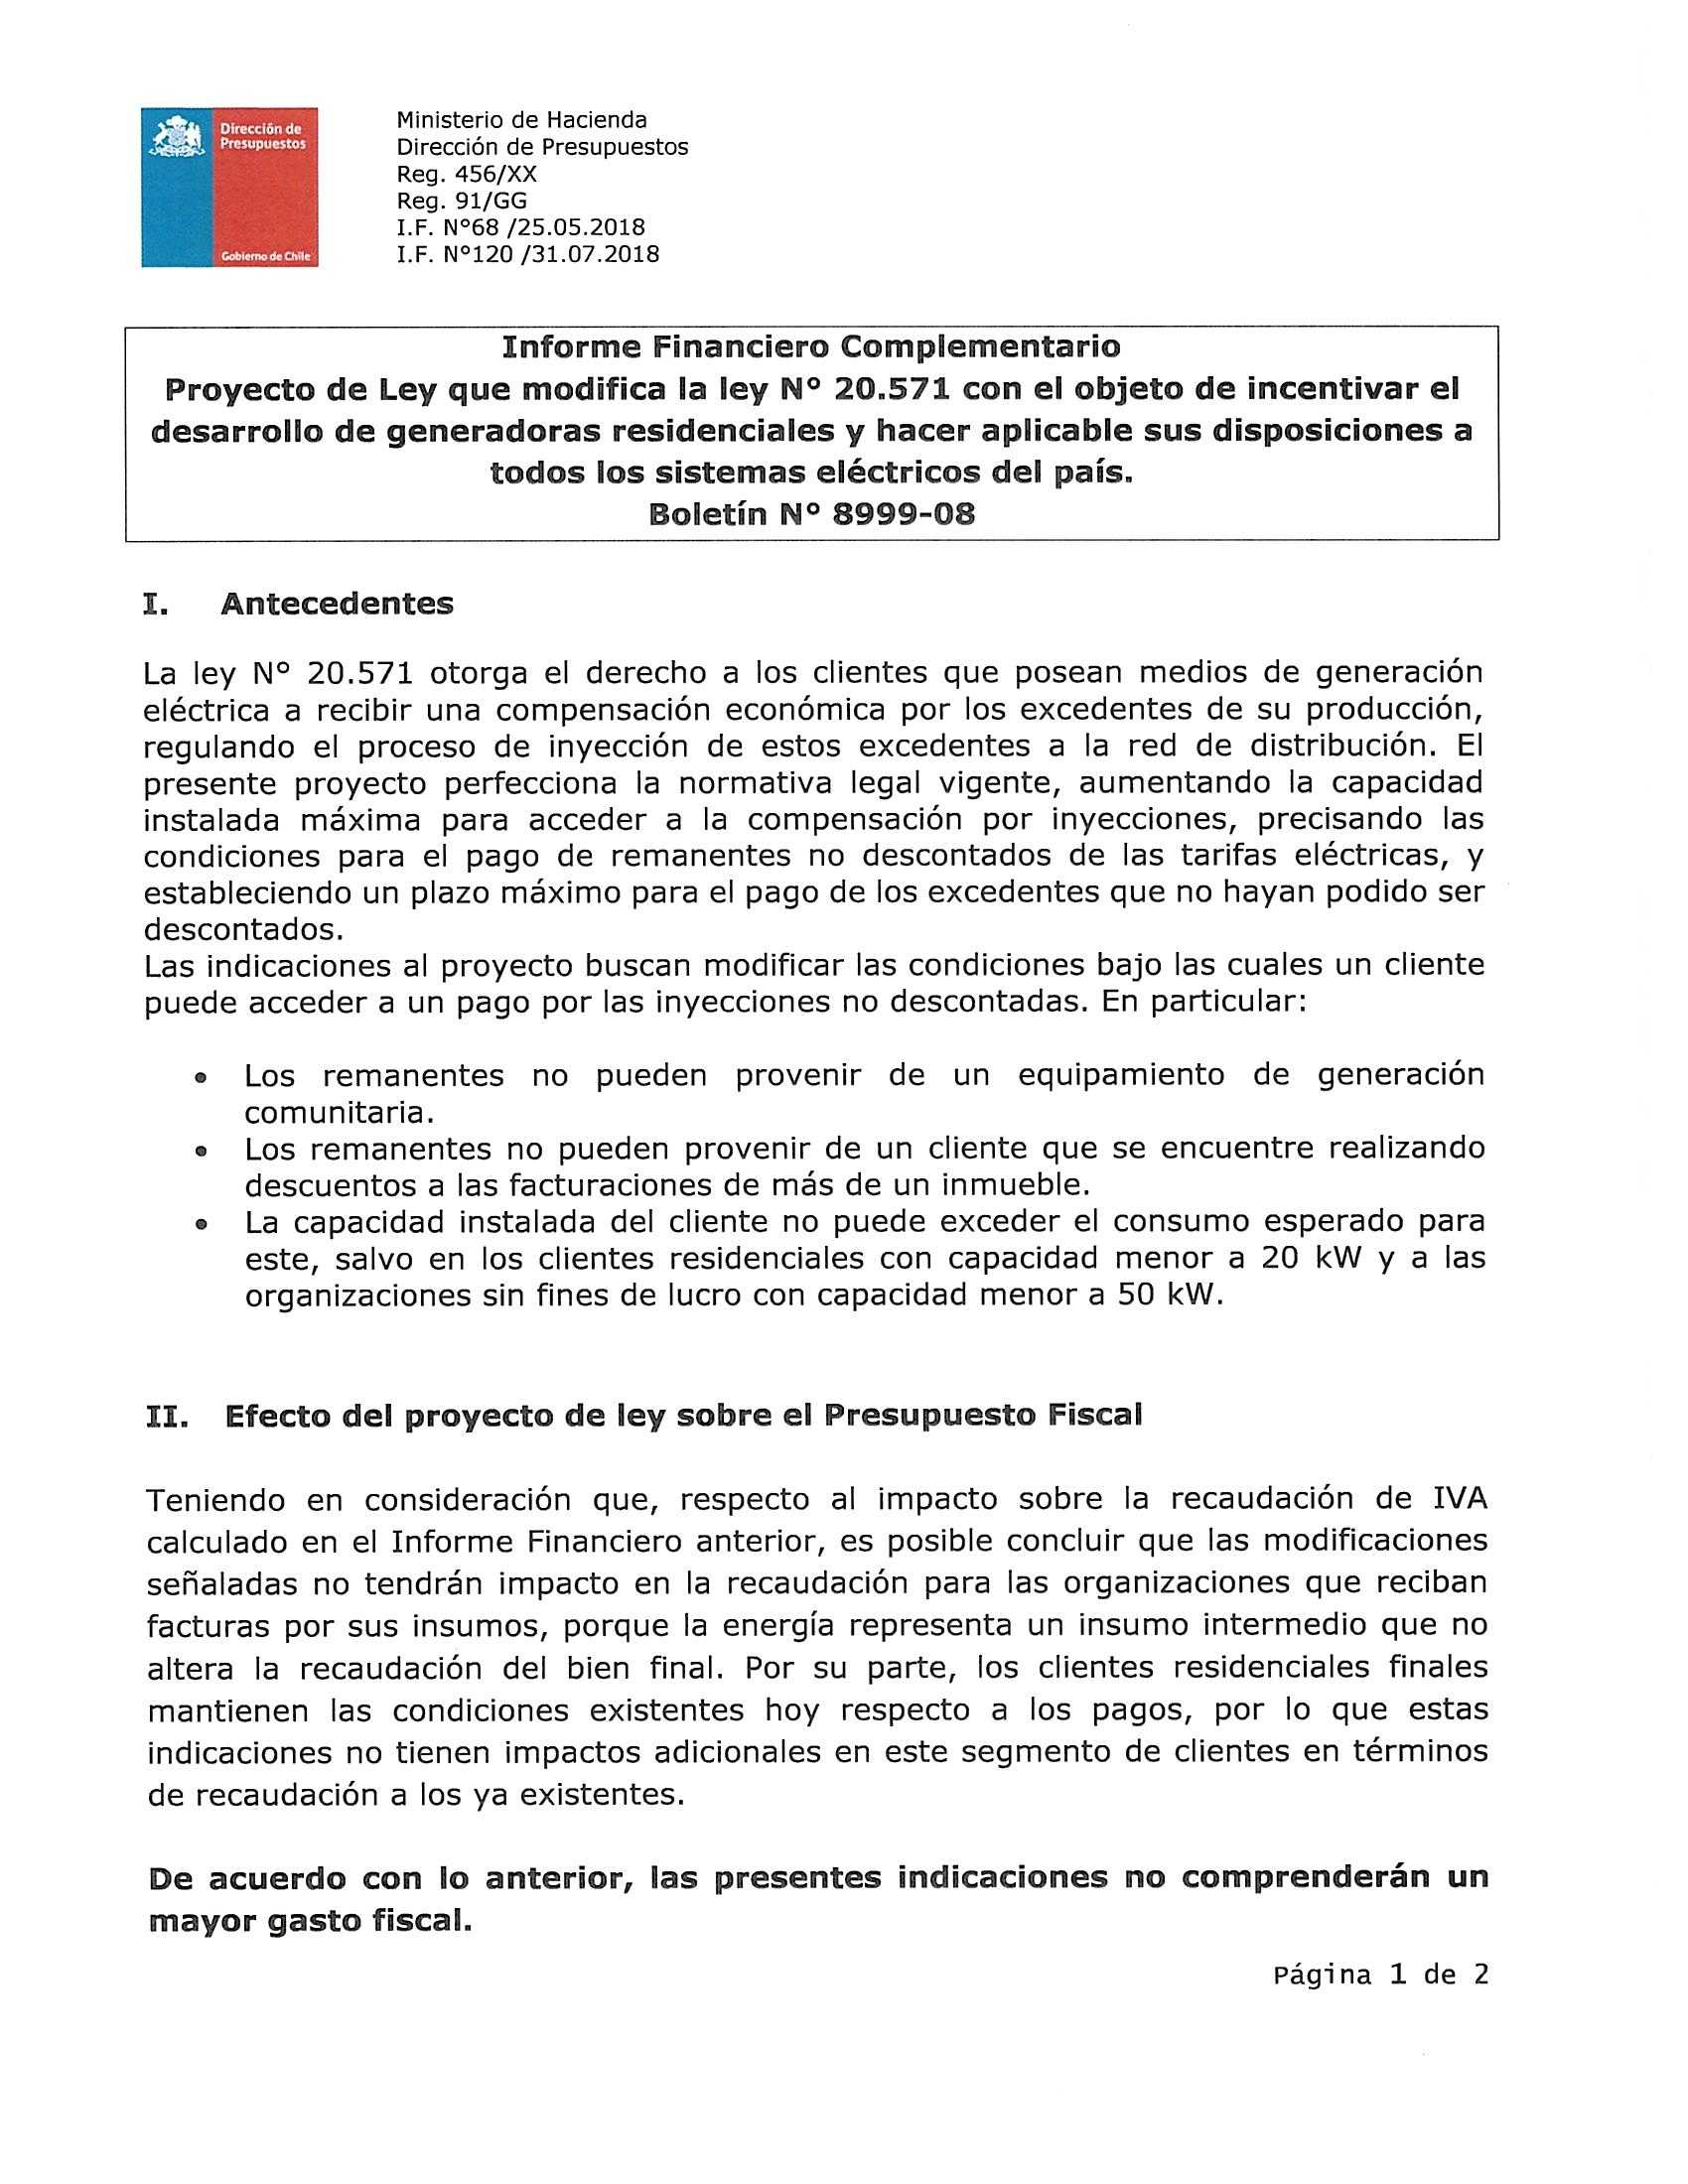 Dirección de
Presupuestos
Gobierno de Chile
Ministerio de Hacienda
Dirección de Presupuestos
Reg. 456/XX
Reg. 91/GG
I.F. N°68 /25.05.2018
I.F. N°120 /31.07.2018
Informe Financiero Complementario
Proyecto de Ley que modifica la ley N° 20.571 con el objeto de incentivar el
desarrollo de generadoras residenciales y hacer aplicable sus disposiciones a
todos los sistemas eléctricos del país.
Boletín N° 8999-08
I. Antecedentes
La ley N° 20.571 otorga el derecho a los clientes que posean medios de generación
eléctrica a recibir una compensación económica por los excedentes de su producción,
regulando el proceso de inyección de estos excedentes a la red de distribución. El
presente proyecto perfecciona la normativa legal vigente, aumentando la capacidad
instalada máxima para acceder a la compensación por inyecciones, precisando las
condiciones para el pago de remanentes no descontados de las tarifas eléctricas, y
estableciendo un plazo máximo para el pago de los excedentes que no hayan podido ser
descontados.
Las indicaciones al proyecto buscan modificar las condiciones bajo las cuales un cliente
puede acceder a un pago por las inyecciones no descontadas. En particular:
• Los remanentes no pueden provenir de un equipamiento de generación
comunitaria.
• Los remanentes no pueden provenir de un cliente que se encuentre realizando
descuentos a las facturaciones de más de un inmueble.
• La capacidad instalada del cliente no puede exceder el consumo esperado para
este, salvo en los clientes residenciales con capacidad menor a 20 kW y a las
organizaciones sin fines de lucro con capacidad menor a 50 kW.
II. Efecto del proyecto de ley sobre el Presupuesto Fiscal
Teniendo en consideración que, respecto al impacto sobre la recaudación de IVA
calculado en el Informe Financiero anterior, es posible concluir que las modificaciones
señaladas no tendrán impacto en la recaudación para las organizaciones que reciban
facturas por sus insumos, porque la energía representa un insumo intermedio que no
altera la recaudación del bien final. Por su parte, los clientes residenciales finales
mantienen las condiciones existentes hoy respecto a los pagos, por lo que estas
indicaciones no tienen impactos adicionales en este segmento de clientes en términos
de recaudación a los ya existentes.
De acuerdo con lo anterior, las presentes indicaciones no comprenderán un
mayor gasto fiscal.
Página 1 de 2